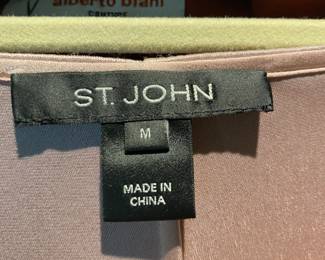 alberto biani
ST. JOHN
M
MADE IN
CHINA